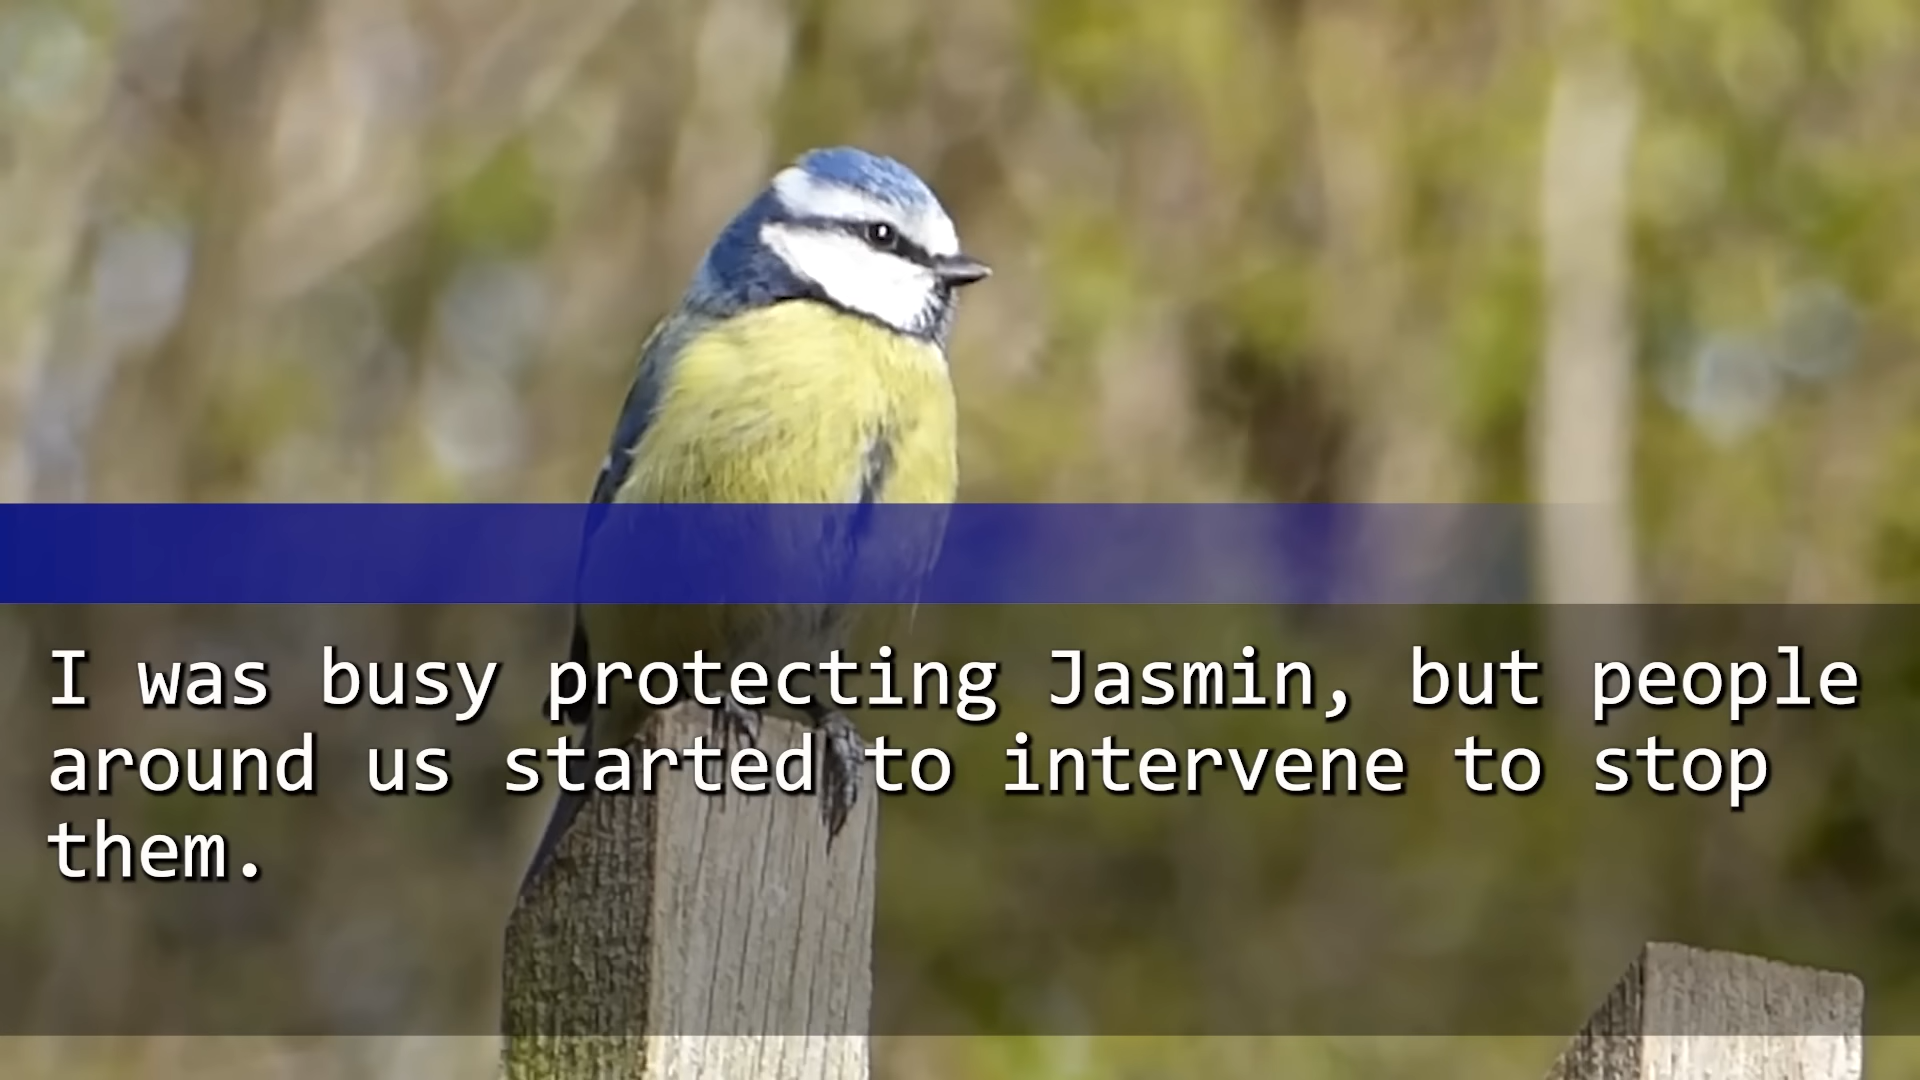 I was busy protecting Jasmin, but people
around us started to intervene to stop
them.